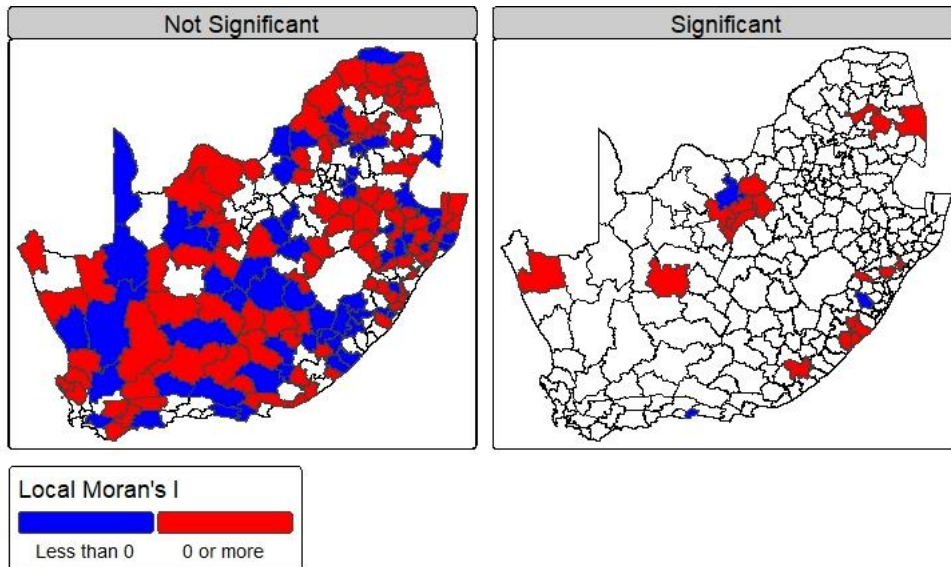 Not Significant
Significant
Local Moran's I
Less than 0
0 or more